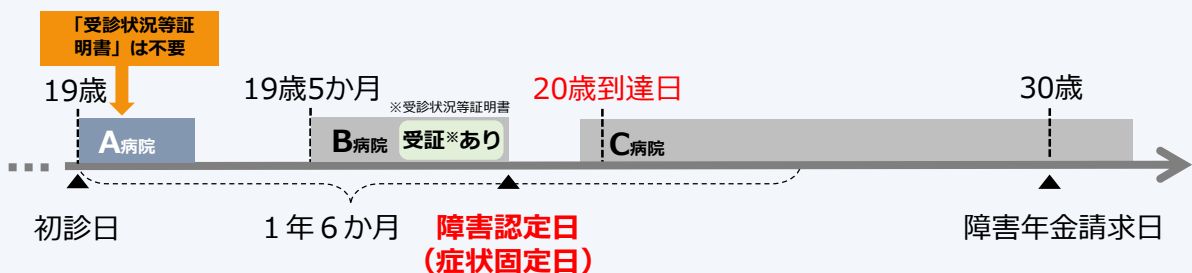 「受診状況等証
明書」は不要
19歳
19歳5か月
※受診状況等証明書
20歳到達日
30歳
A病院
B病院
受証※あり
C病院
初診日
1年6か月
障害認定日
(症状固定日)
障害年金請求日